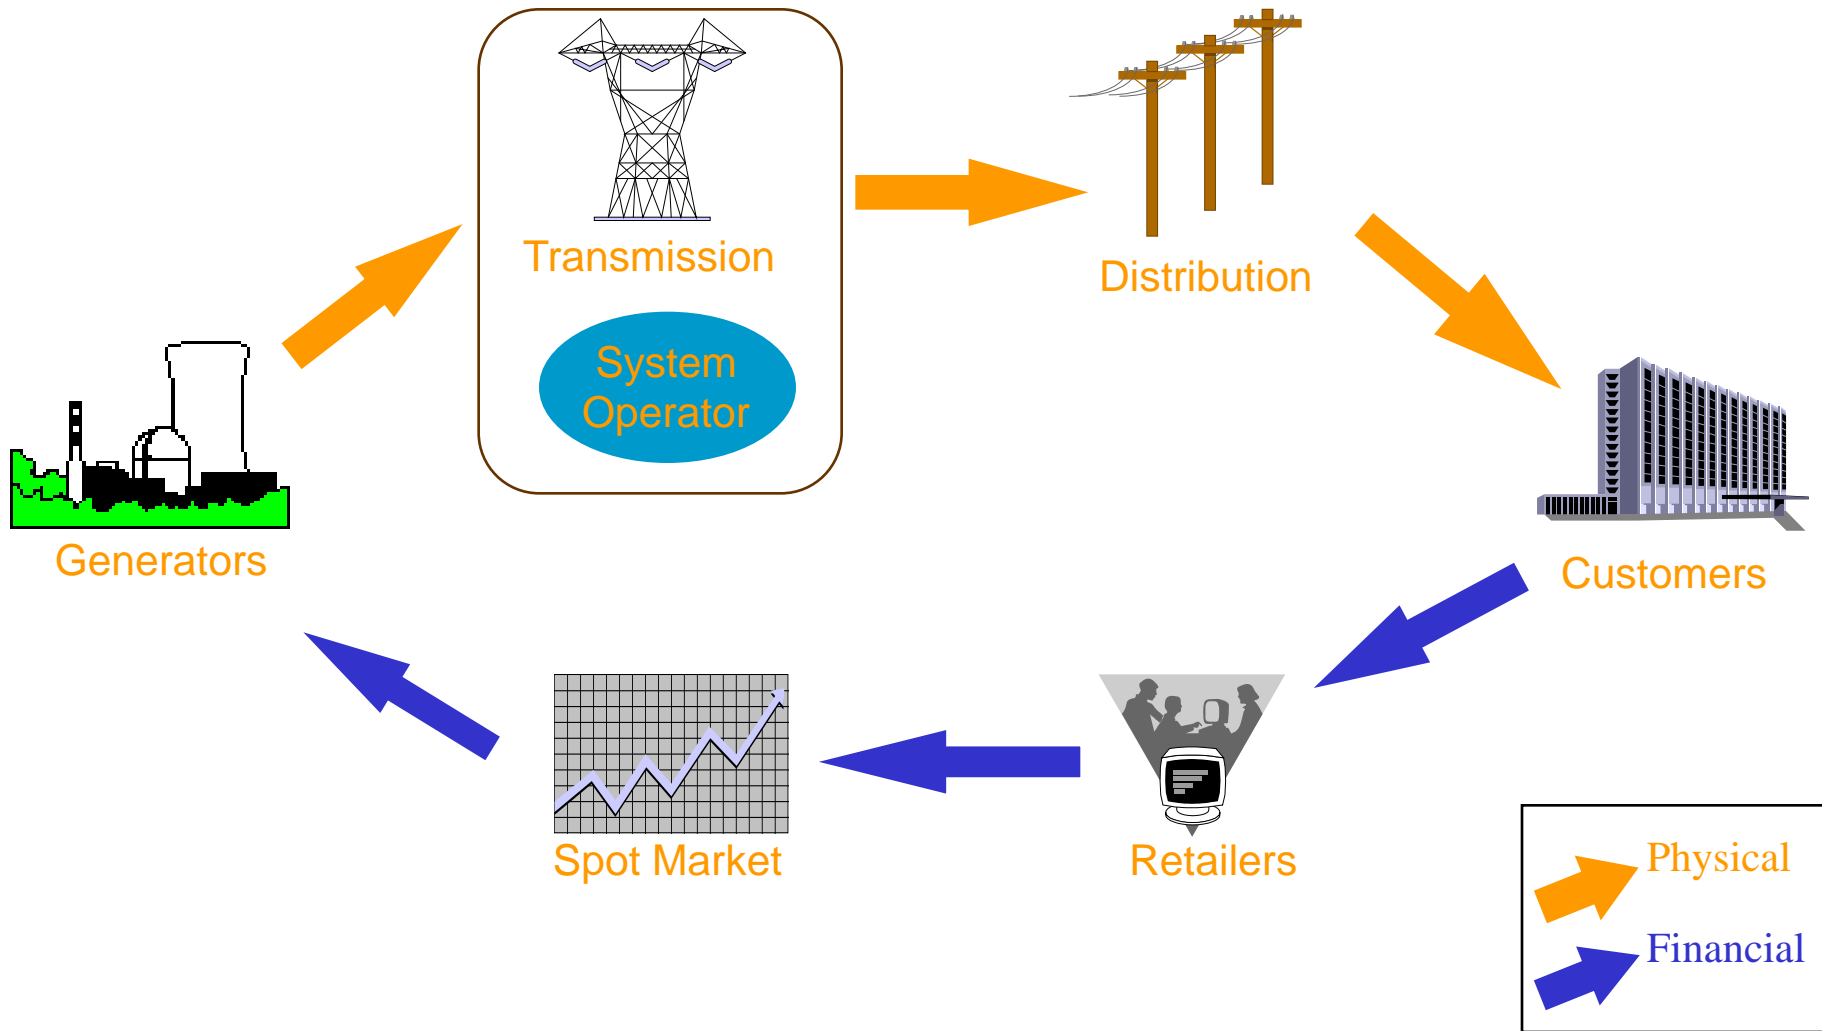 Transmission
System
Operator
Distribution
Generators
Customers
Spot Market
Retailers
Physical
Financial